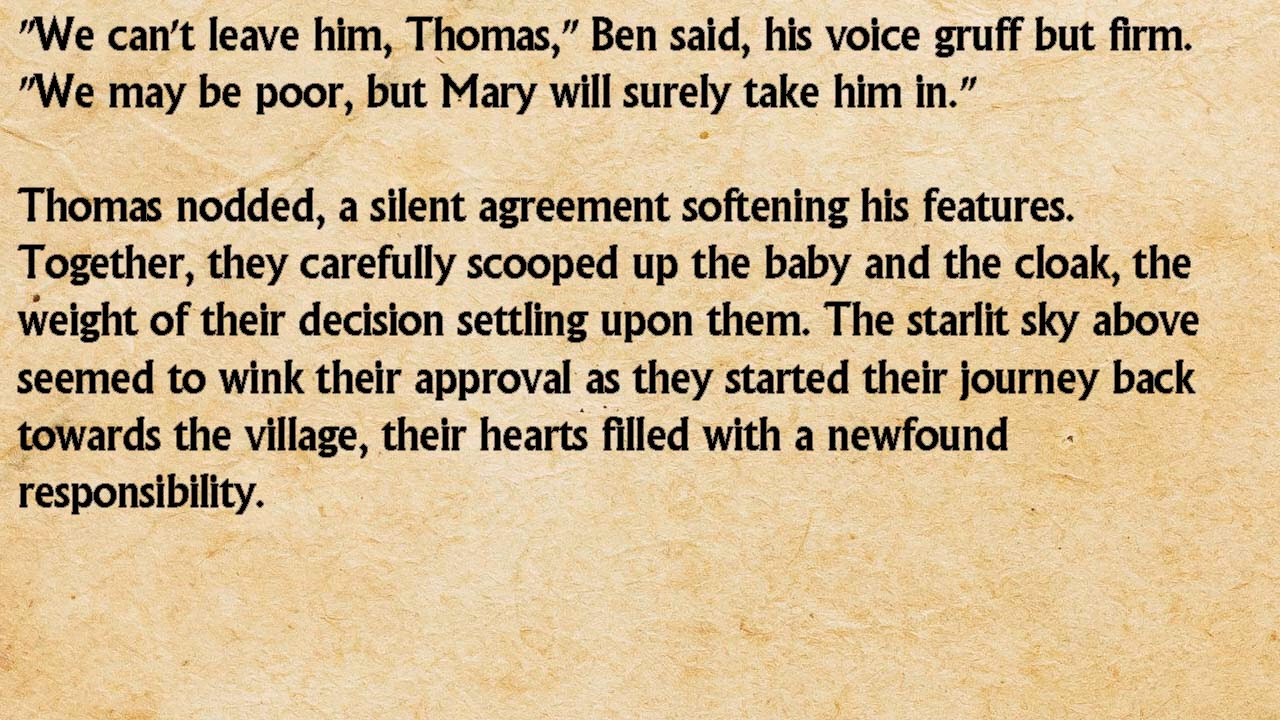 "We can't leave him, Thomas," Ben said, his voice gruff but firm.
"We may be poor, but Mary will surely take him in."
Thomas nodded, a silent agreement softening his features.
Together, they carefully scooped up the baby and the cloak, the
weight of their decision settling upon them. The starlit sky above
seemed to wink their approval as they started their journey back
towards the village, their hearts filled with a newfound
responsibility.